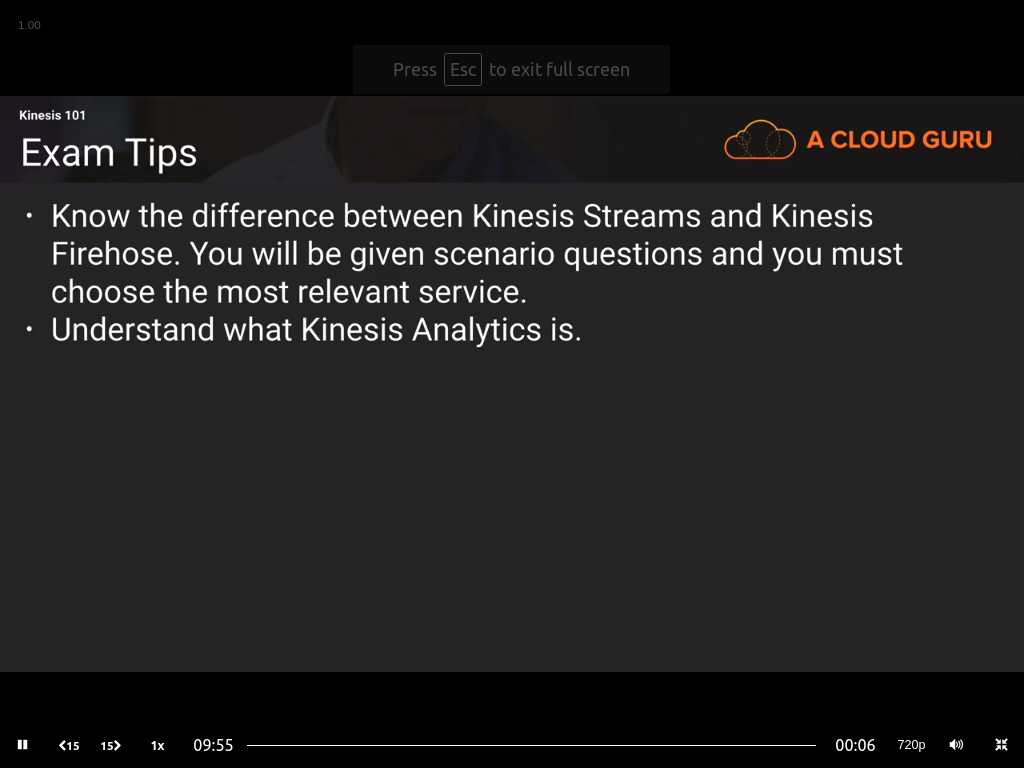 1.00
Press Esc to exit full screen
Kinesis 101
Exam Tips
A CLOUD GURU
• Know the difference between Kinesis Streams and Kinesis
Firehose. You will be given scenario questions and you must
choose the most relevant service.
• Understand what Kinesis Analytics is.
15 15 1x 09:55 00:06 720p